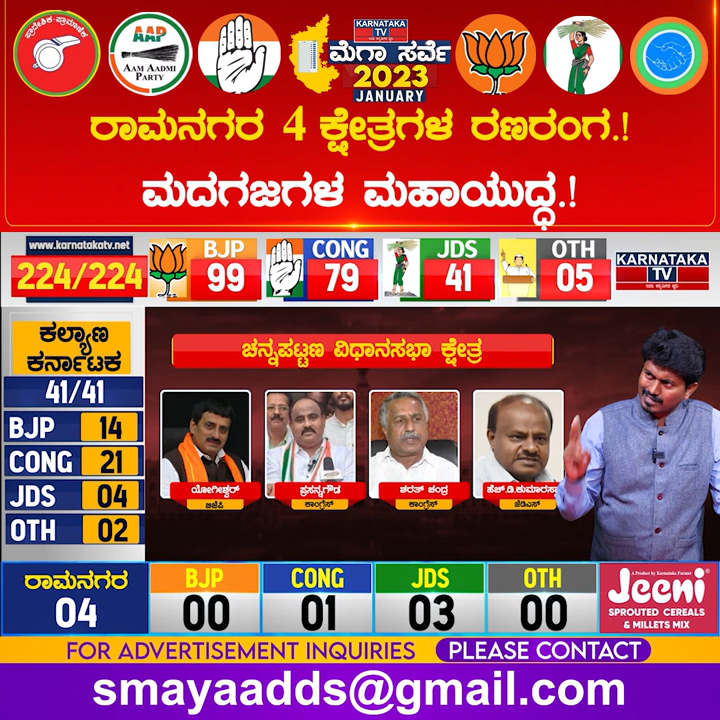 ಪ್ರಾದೇಶಿಕ-ಪ್ರಾಮಾಣಿಕ
AAP
AAM AADMI
PARTY
KARNATAKA
TV
ಮೆಗಾ ಸರ್ವೆ
2023
JANUARY
ರಾಮನಗರ 4 ಕ್ಷೇತ್ರಗಳ ರಣರಂಗ.!
ಮದಗಜಗಳ ಮಹಾಯುದ್ಧ.!
www.karnatakatv.net
224/224
BJP
99
CONG
79
JDS
41
OTH
05
KARNATAKA
TV
ಕಲ್ಯಾಣ
ಕರ್ನಾಟಕ
41/41
BJP 14
CONG 21
JDS 04
OTH 02
ಚನ್ನಪಟ್ಟಣ ವಿಧಾನಸಭಾ ಕ್ಷೇತ್ರ
ಯೋಗೀಶ್ವರ್
ಬಿಜೆಪಿ
ಪ್ರಸನ್ನಗೌಡ
ಕಾಂಗ್ರೆಸ್
ಶರತ್ ಚಂದ್ರ
ಕಾಂಗ್ರೆಸ್
ಹೆಚ್.ಡಿ.ಕುಮಾರಸ್ವಾ
ಜೆಡಿಎಸ್
ರಾಮನಗರ
04
BJP
00
CONG
01
JDS
03
OTH
00
A Product by Karnataka Farmer
Jeeni
SPROUTED CEREALS
& MILLETS MIX
FOR ADVERTISEMENT INQUIRIES PLEASE CONTACT
smayaadds@gmail.com